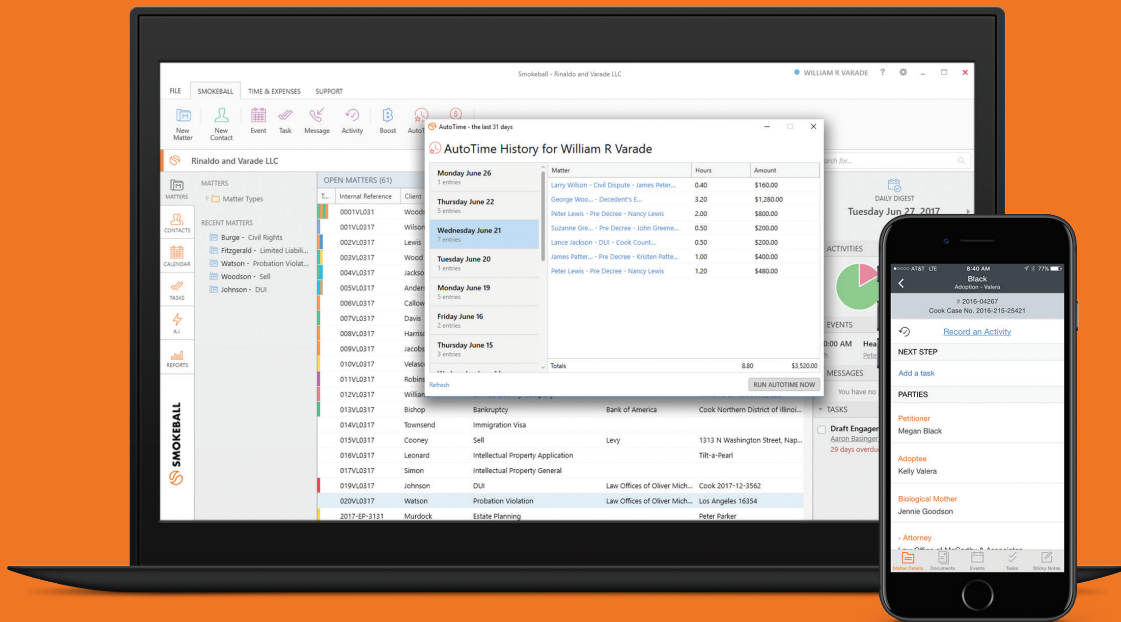 Smokeball - Rinaldo and Varade LLC
WILLIAM R VARADE ?
FILE SMOKEBALL TIME & EXPENSES SUPPORT
New Matter
New Contact
Event
Task
Message
Activity
Boost
Rinaldo and Varade LLC
for...
MATTERS
CONTACTS
CALENDAR
TASKS
A.I.
REPORTS
SMOKEBALL
MATTERS
Matter Types
RECENT MATTERS
Burge - Civil Rights
Fitzgerald - Limited Liabili...
Watson - Probation Violat...
Woodson - Sell
Johnson - DUI
OPEN MATTERS (61)
T... Internal Reference Client
0001VL031
001VL0317 Wilson
002VL0317 Lewis
003VL0317 Wood
004VL0317
005VL0317
006VL0317
007VL0317 Davis
008VL0317
009VL0317
010VL0317
011VL0317
012VL0317
013VL0317 Bishop Bankruptcy Bank of America Cook Northern District of Illinoi...
014VL0317 Townsend Immigration Visa
015VL0317 Cooney Sell Levy 1313 N Washington Street, Nap...
016VL0317 Leonard Intellectual Property Application Tilt-a-Pearl
017VL0317 Simon Intellectual Property General
019VL0317 Johnson DUI Law Offices of Oliver Mich... Cook 2017-12-3562
020VL0317 Watson Probation Violation Law Offices of Oliver Mich... Los Angeles 16354
2017-EP-3131 Murdock Estate Planning Peter Parker
AutoTime - the last 31 days
AutoTime History for William R Varade
Monday June 26
1 entries
Thursday June 22
5 entries
Wednesday June 21
7 entries
Tuesday June 20
1 entries
Monday June 19
5 entries
Friday June 16
2 entries
Thursday June 15
3 entries
Matter Hours Amount
Larry Wilson - Civil Dispute - James Peter... 0.40 $160.00
George Woo... - Decedent's E... 3.20 $1,280.00
Peter Lewis - Pre Decree - Nancy Lewis 2.00 $800.00
Suzanne Gre... - Pre Decree - John Greene... 0.50 $200.00
Lance Jackson - DUI - Cook Count... 0.50 $200.00
James Patter... - Pre Decree - Kristen Patte... 1.00 $400.00
Peter Lewis - Pre Decree - Nancy Lewis 1.20 $480.00
Totals 8.80 $3,520.00
Refresh
RUN AUTOTIME NOW
DAILY DIGEST
Tuesday Jun 27, 2017
ACTIVITIES
EVENTS
0:00 AM
MESSAGES
You have no
TASKS
Draft
Aaron
29 days
AT&T LTE 8:40 AM 77%
Black
Adoption - Valera
# 2016-04267
Cook Case No. 2016-215-25421
Record an Activity
NEXT STEP
Add a task
PARTIES
Petitioner
Megan Black
Adoptee
Kelly Valera
Biological Mother
Jennie Goodson
- Attorney
Matter Details Documents Events Tasks Sticky Notes